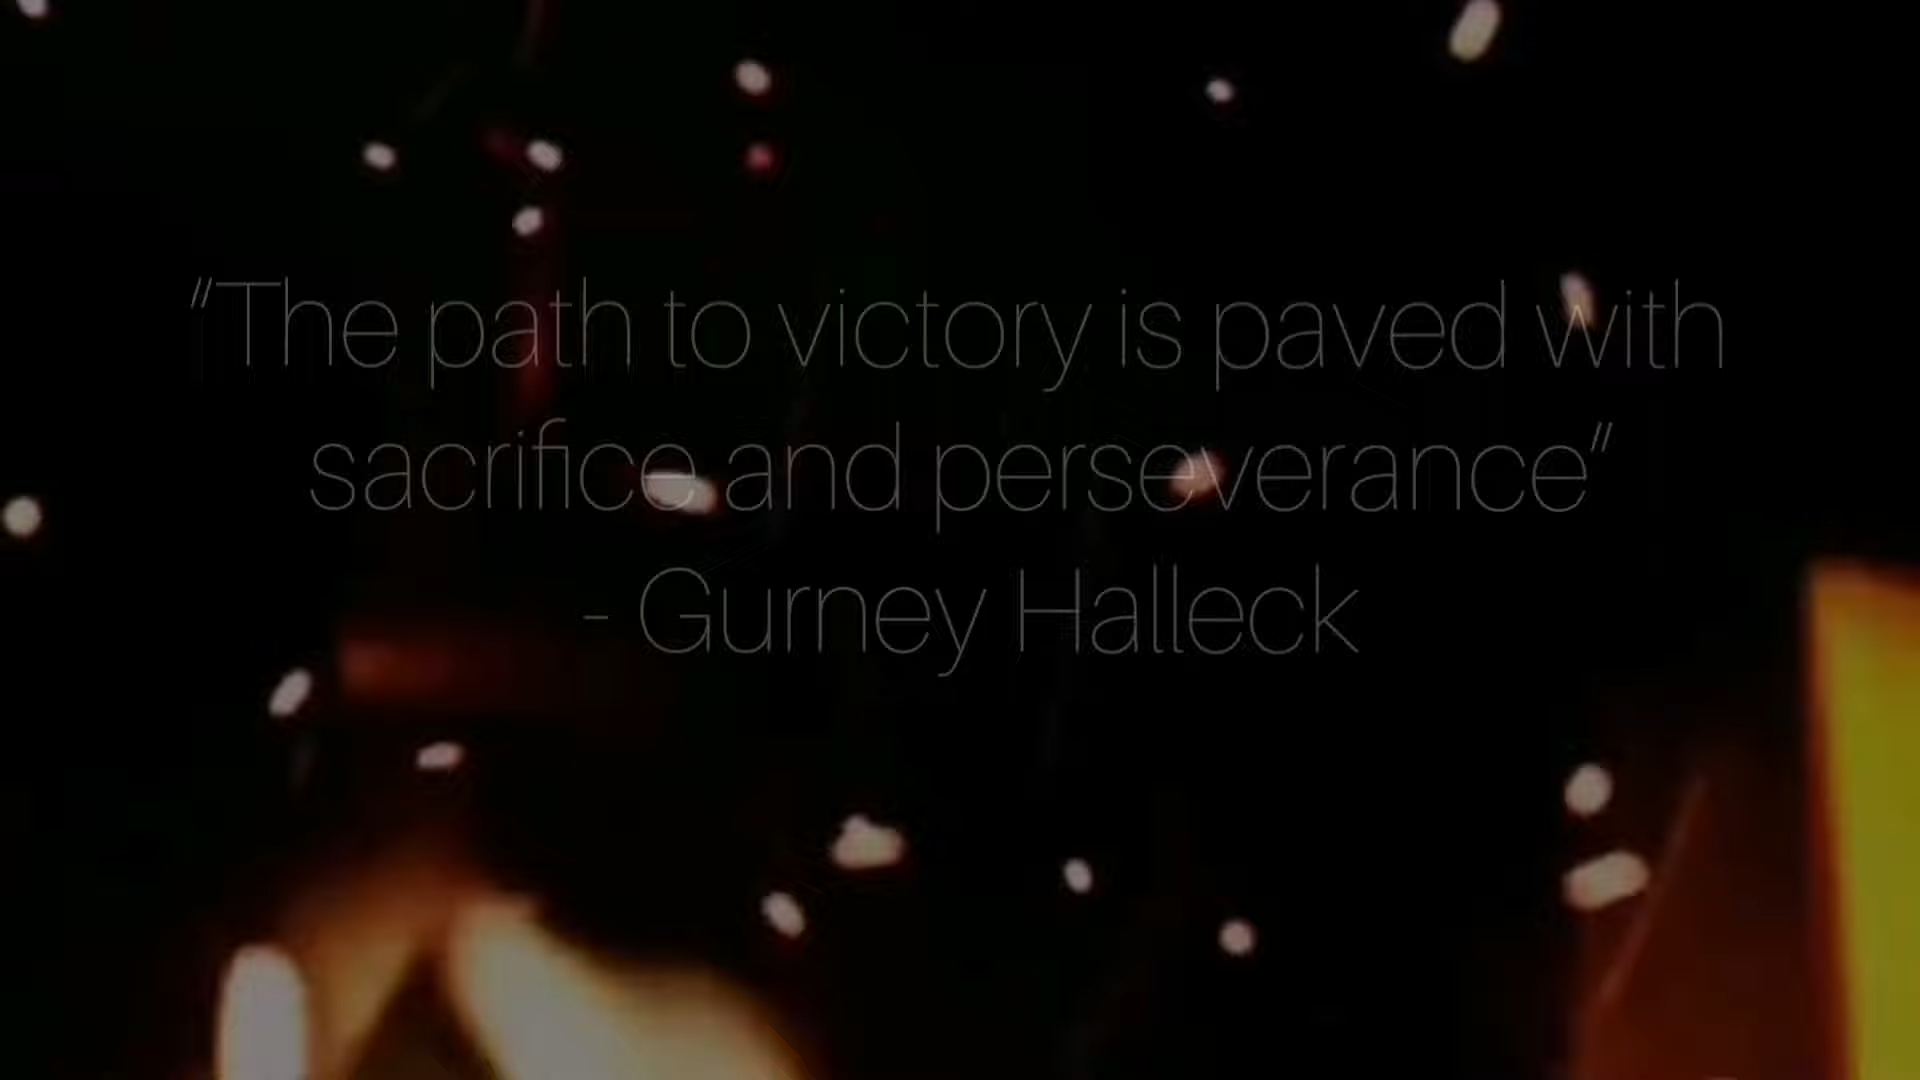 “The path to victory is paved with
sacrifice and perseverance”
- Gurney Halleck